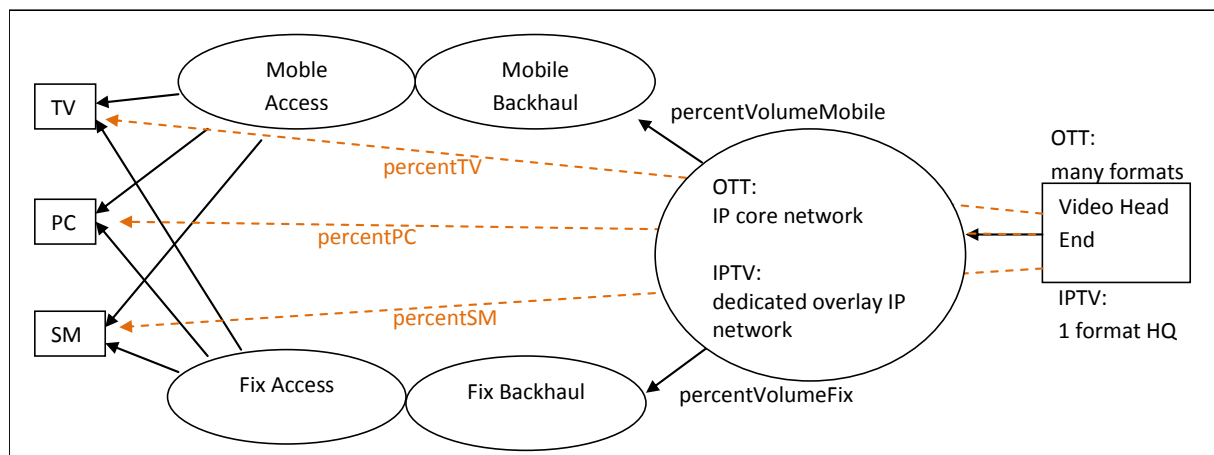 Moble
Access
Mobile
Backhaul
TV
percentVolumeMobile
OTT:
many formats
percentTV
OTT:
IP core network
Video Head
End
PC
percentPC
IPTV:
dedicated overlay IP
network
IPTV:
1 format HQ
SM
percentSM
Fix Access
Fix Backhaul
percentVolumeFix